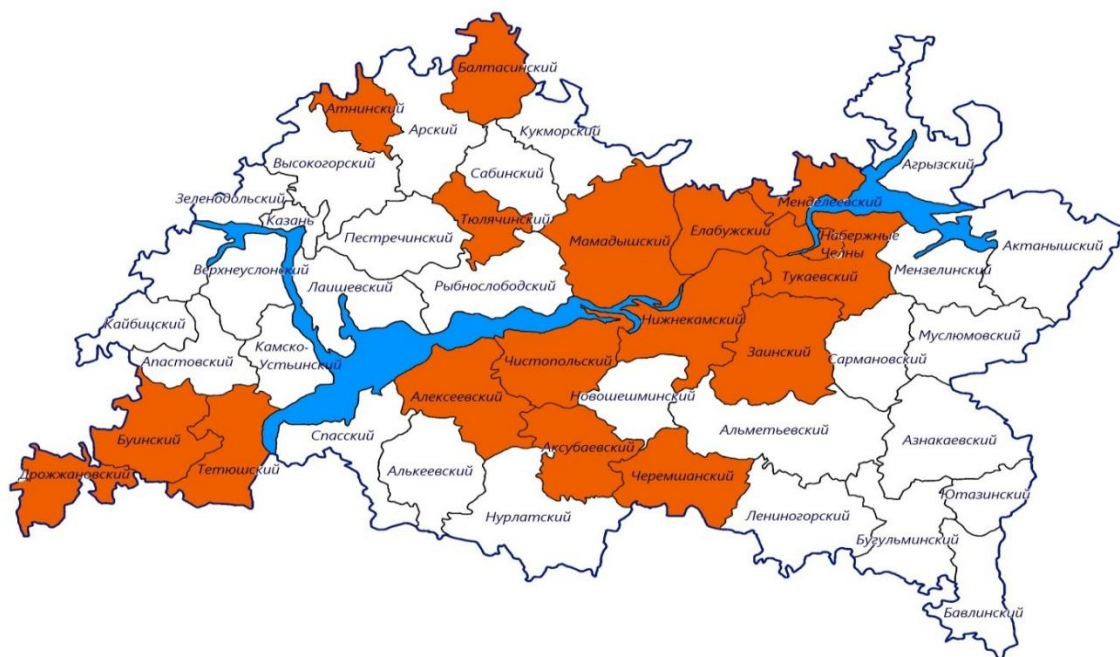 Балтасинский
Атнинский
Арский
Кукморский
Высокогорский
Сабинский
Агрызский
Зеленодольский
Менделеевский
Казань
Тюлячинский
Пестречинский
Елабужский
Мамадышский
Набержные
Челны
Актанышский
Верхнеуслонский
Мензелинский
Тукаевский
Лаишевский
Рыбнослободский
Нижнекамский
Кайбицкий
Муслюмовский
Камско-
Устьинский
Апастовский
Чистопольский
Заинский
Сармановский
Алексеевский
Новошешминский
Альметьевский
Спасский
Азнакаевский
Буинский
Аксубаевский
Тетюшский
Алькеевский
Дрожжановский
Черемшанский
Ютазинский
Нурлатский
Лениногорский
Бугульминский
Бавлинский